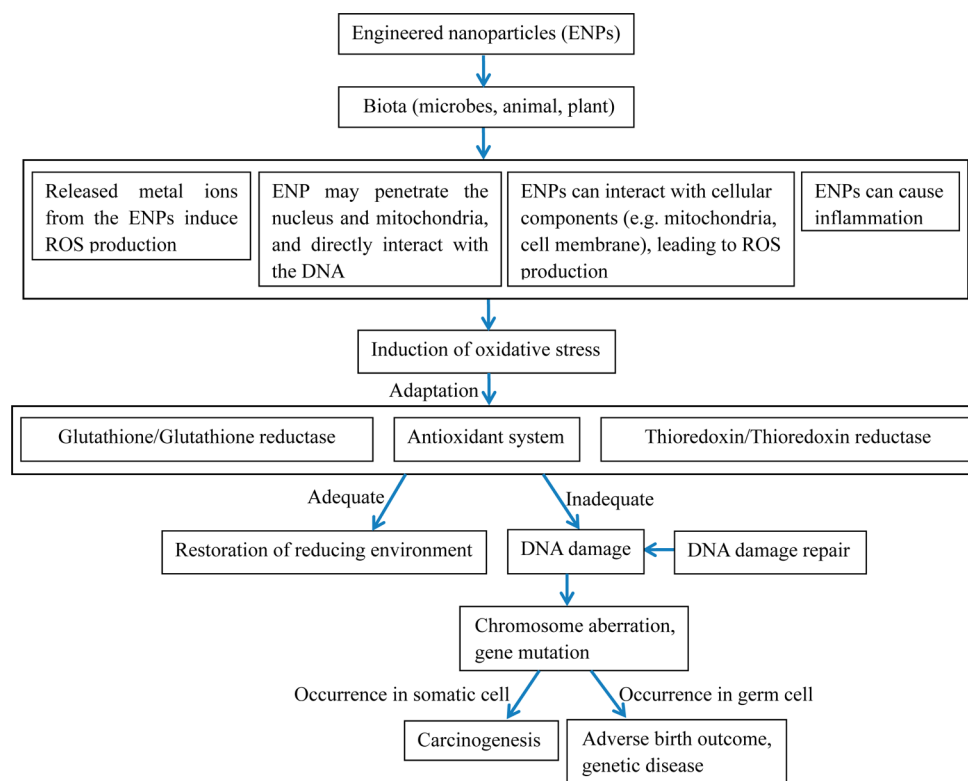 Engineered nanoparticles (ENPs)
Biota (microbes, animal, plant)
Released metal ions
from the ENPs induce
ROS production
ENP may penetrate the
nucleus and mitochondria,
and directly interact with
the DNA
ENPs can interact with cellular
components (e.g. mitochondria,
cell membrane), leading to ROS
production
ENPs can cause
inflammation
Induction of oxidative stress
Adaptation
Glutathione/Glutathione reductase
Antioxidant system
Thioredoxin/Thioredoxin reductase
Adequate
Inadequate
Restoration of reducing environment
DNA damage
DNA damage repair
Chromosome aberration,
gene mutation
Occurrence in somatic cell
Occurrence in germ cell
Carcinogenesis
Adverse birth outcome,
genetic disease